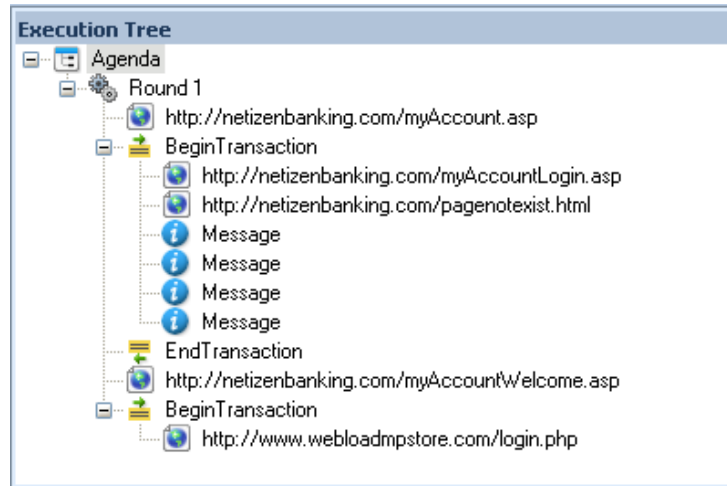 Execution Tree
Agenda
Round 1
http://netizenbanking.com/myAccount.asp
BeginTransaction
http://netizenbanking.com/myAccountLogin.asp
http://netizenbanking.com/pagenotexist.html
Message
Message
Message
Message
EndTransaction
http://netizenbanking.com/myAccountWelcome.asp
BeginTransaction
http://www.webloadmpstore.com/login.php